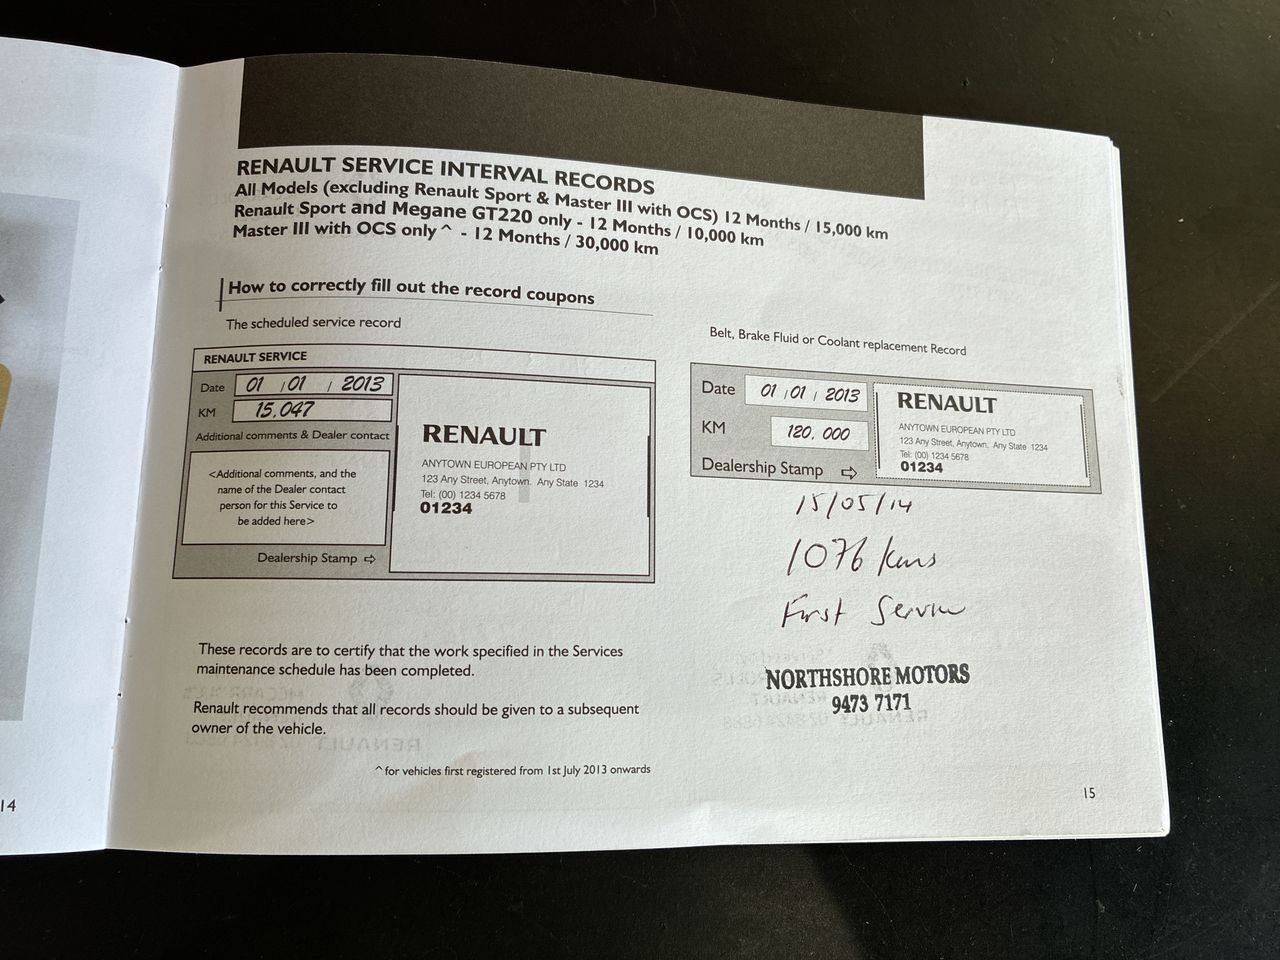 RENAULT SERVICE INTERVAL RECORDS
All Models (excluding Renault Sport & Master III with OCS) 12 Months / 15,000 km
Renault Sport and Megane GT220 only - 12 Months / 10,000 km
Master III with OCS only ^ - 12 Months / 30,000 km
How to correctly fill out the record coupons
The scheduled service record
RENAULT SERVICE
Date 01 / 01 / 2013
KM 15,047
Additional comments & Dealer contact
<Additional comments, and the
name of the Dealer contact
person for this Service to
be added here>
Dealership Stamp ⇨
RENAULT
ANYTOWN EUROPEAN PTY LTD
123 Any Street, Anytown. Any State 1234
Tel: (00) 1234 5678
01234
Belt, Brake Fluid or Coolant replacement Record
Date 01 / 01 / 2013
KM 120,000
Dealership Stamp ⇨
RENAULT
ANYTOWN EUROPEAN PTY LTD
123 Any Street, Anytown. Any State 1234
Tel: (00) 1234 5678
01234
15/05/14
1076 kms
First Service
NORTHSHORE MOTORS
9473 7171
These records are to certify that the work specified in the Services
maintenance schedule has been completed.
Renault recommends that all records should be given to a subsequent
owner of the vehicle.
^ for vehicles first registered from 1st July 2013 onwards
14
15